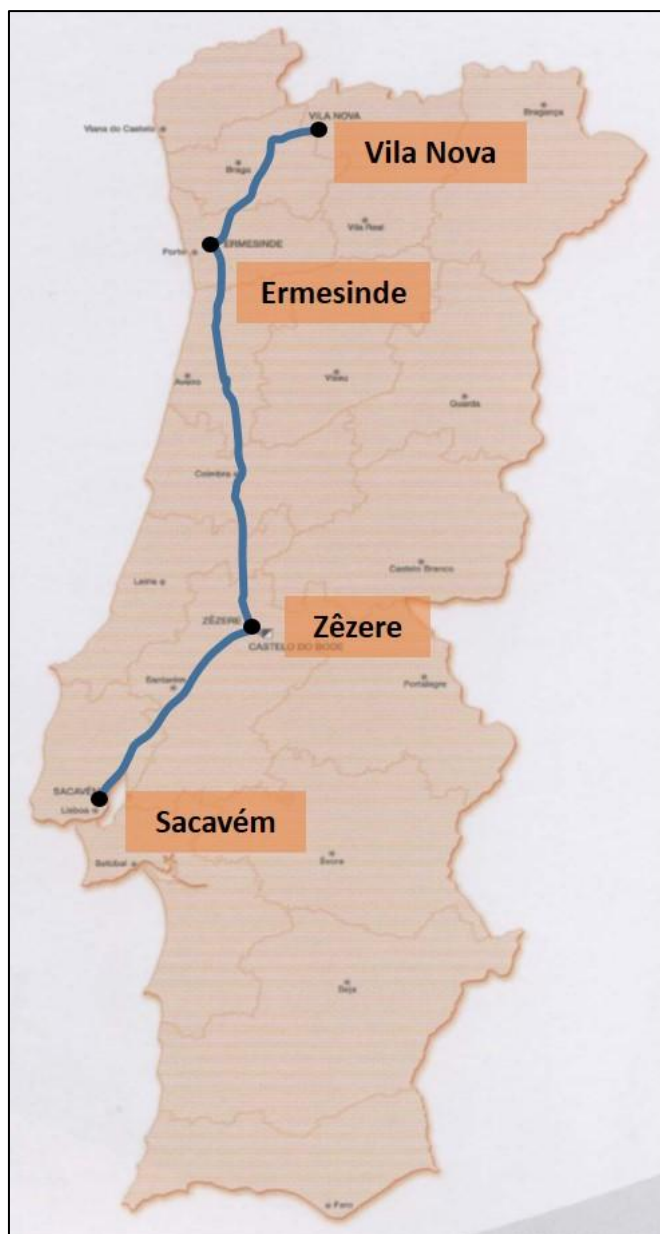 VILA NOVA
Bragança
Viana do Castelo
Vila Nova
Braga
Vila Real
ERMESINDE
Porto
Ermesinde
Aveiro
Viseu
Guarda
Coimbra
Castelo Branco
Leiria
ZÊZERE
Zêzere
CASTELO DO BODE
Santarém
Portalegre
SACAVÉM
Lisboa
Sacavém
Setúbal
Évora
Beja
Faro